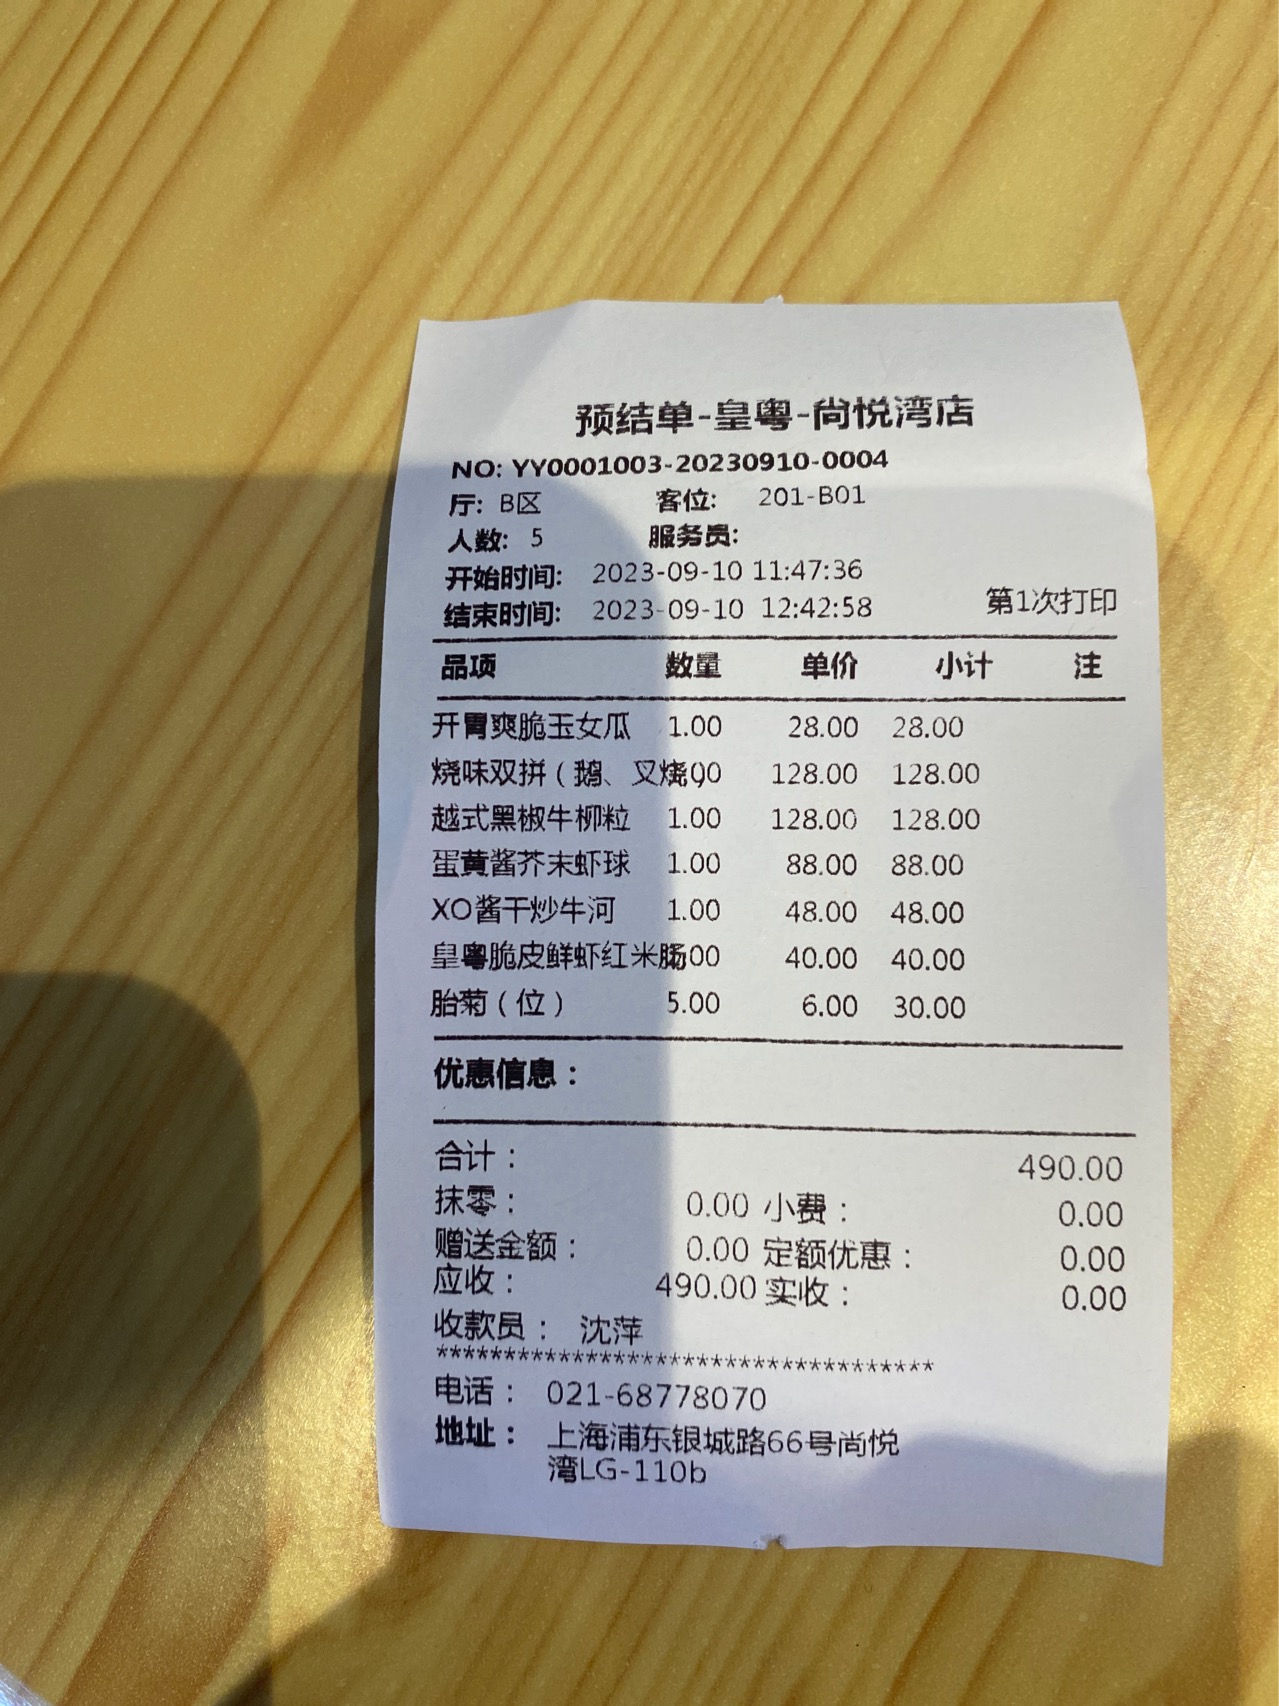 预结单-皇粤-尚悦湾店
NO: YY0001003-20230910-0004
厅: B区 客位: 201-B01
人数: 5 服务员:
开始时间: 2023-09-10 11:47:36
结束时间: 2023-09-10 12:42:58 第1次打印
品项 数量 单价 小计 注
开胃爽脆玉女瓜 1.00 28.00 28.00
烧味双拼（鹅、叉烧 00 128.00 128.00
越式黑椒牛柳粒 1.00 128.00 128.00
蛋黄酱芥末虾球 1.00 88.00 88.00
XO酱干炒牛河 1.00 48.00 48.00
皇粤脆皮鲜虾红米肠 00 40.00 40.00
胎菊（位） 5.00 6.00 30.00
优惠信息：
合计： 490.00
抹零： 0.00 小费： 0.00
赠送金额： 0.00 定额优惠： 0.00
应收： 490.00 实收： 0.00
收款员： 沈萍
*************************************
电话： 021-68778070
地址： 上海浦东银城路66号尚悦
湾LG-110b